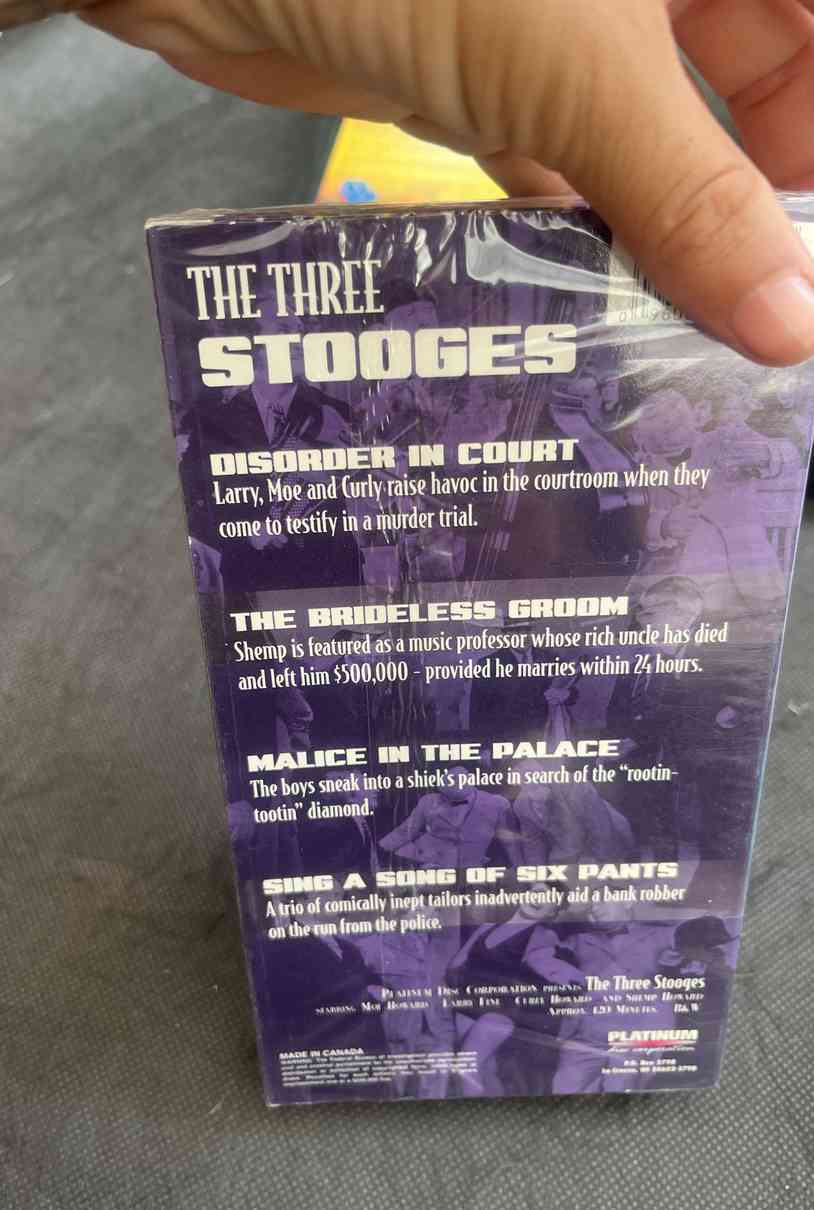 THE THREE
STOOGES
DISORDER IN COURT
Larry, Moe and Curly raise havoc in the courtroom when they
come to testify in a murder trial.
THE BRIDELESS GROOM
Shemp is featured as a music professor whose rich uncle has died
and left him $500,000 - provided he marries within 24 hours.
MALICE IN THE PALACE
The boys sneak into a shiek's palace in search of the "rootin-
tootin" diamond.
SING A SONG OF SIX PANTS
A trio of comically inept tailors inadvertently aid a bank robber
on the run from the police.
PLATINUM DISC CORPORATION PRESENTS The Three Stooges
STARRING MOE HOWARD LARRY FINE CURLY HOWARD AND SHEMP HOWARD
APPROX. 120 MINUTES B&W
PLATINUM
disc corporation
MADE IN CANADA
P.O. Box 2798